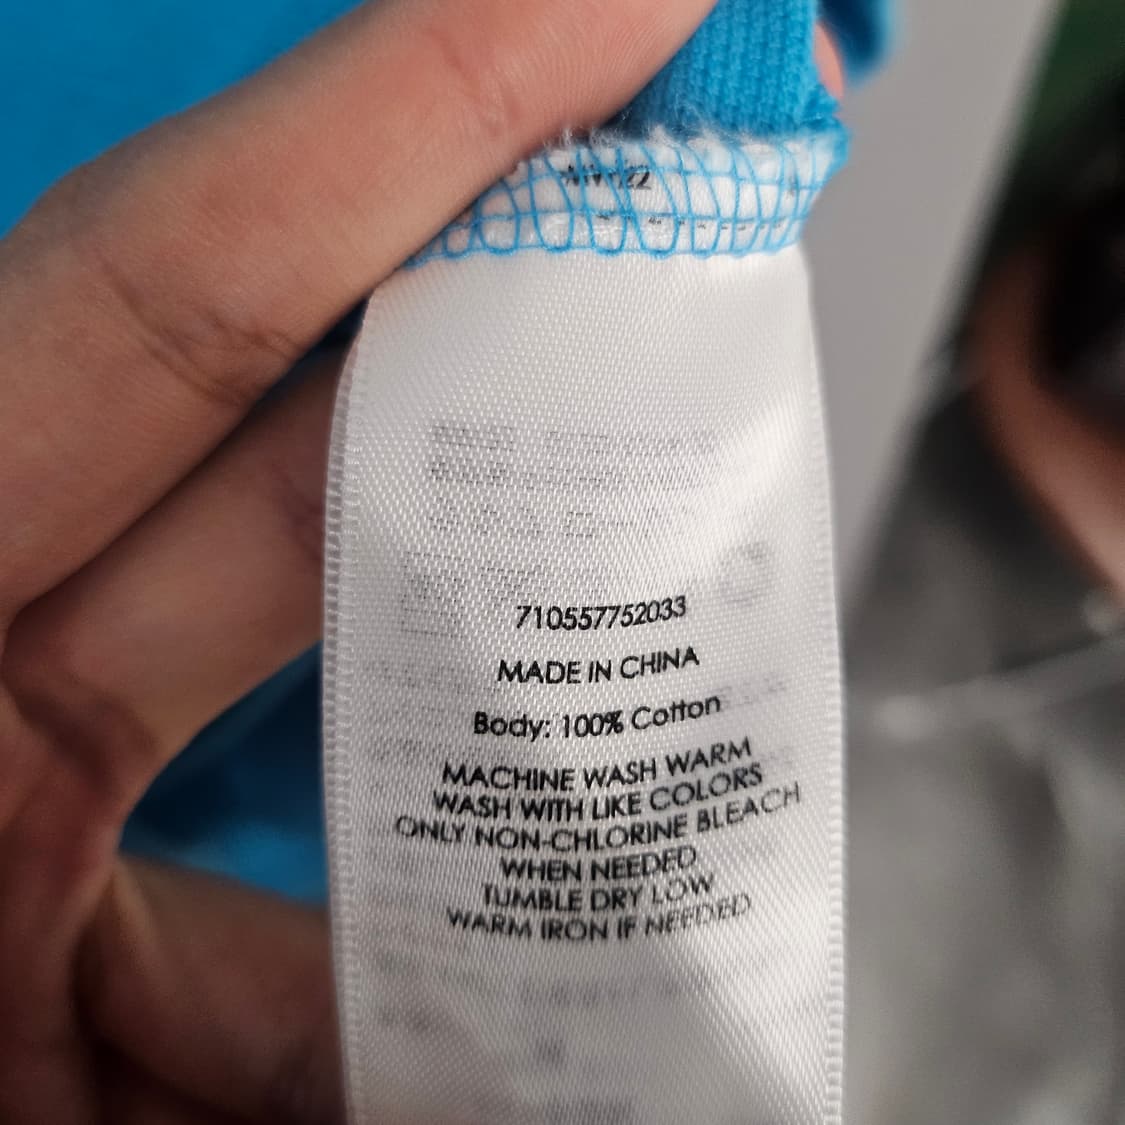 710557752033
MADE IN CHINA
Body: 100% Cotton
MACHINE WASH WARM
WASH WITH LIKE COLORS
ONLY NON-CHLORINE BLEACH
WHEN NEEDED
TUMBLE DRY LOW
WARM IRON IF NEEDED